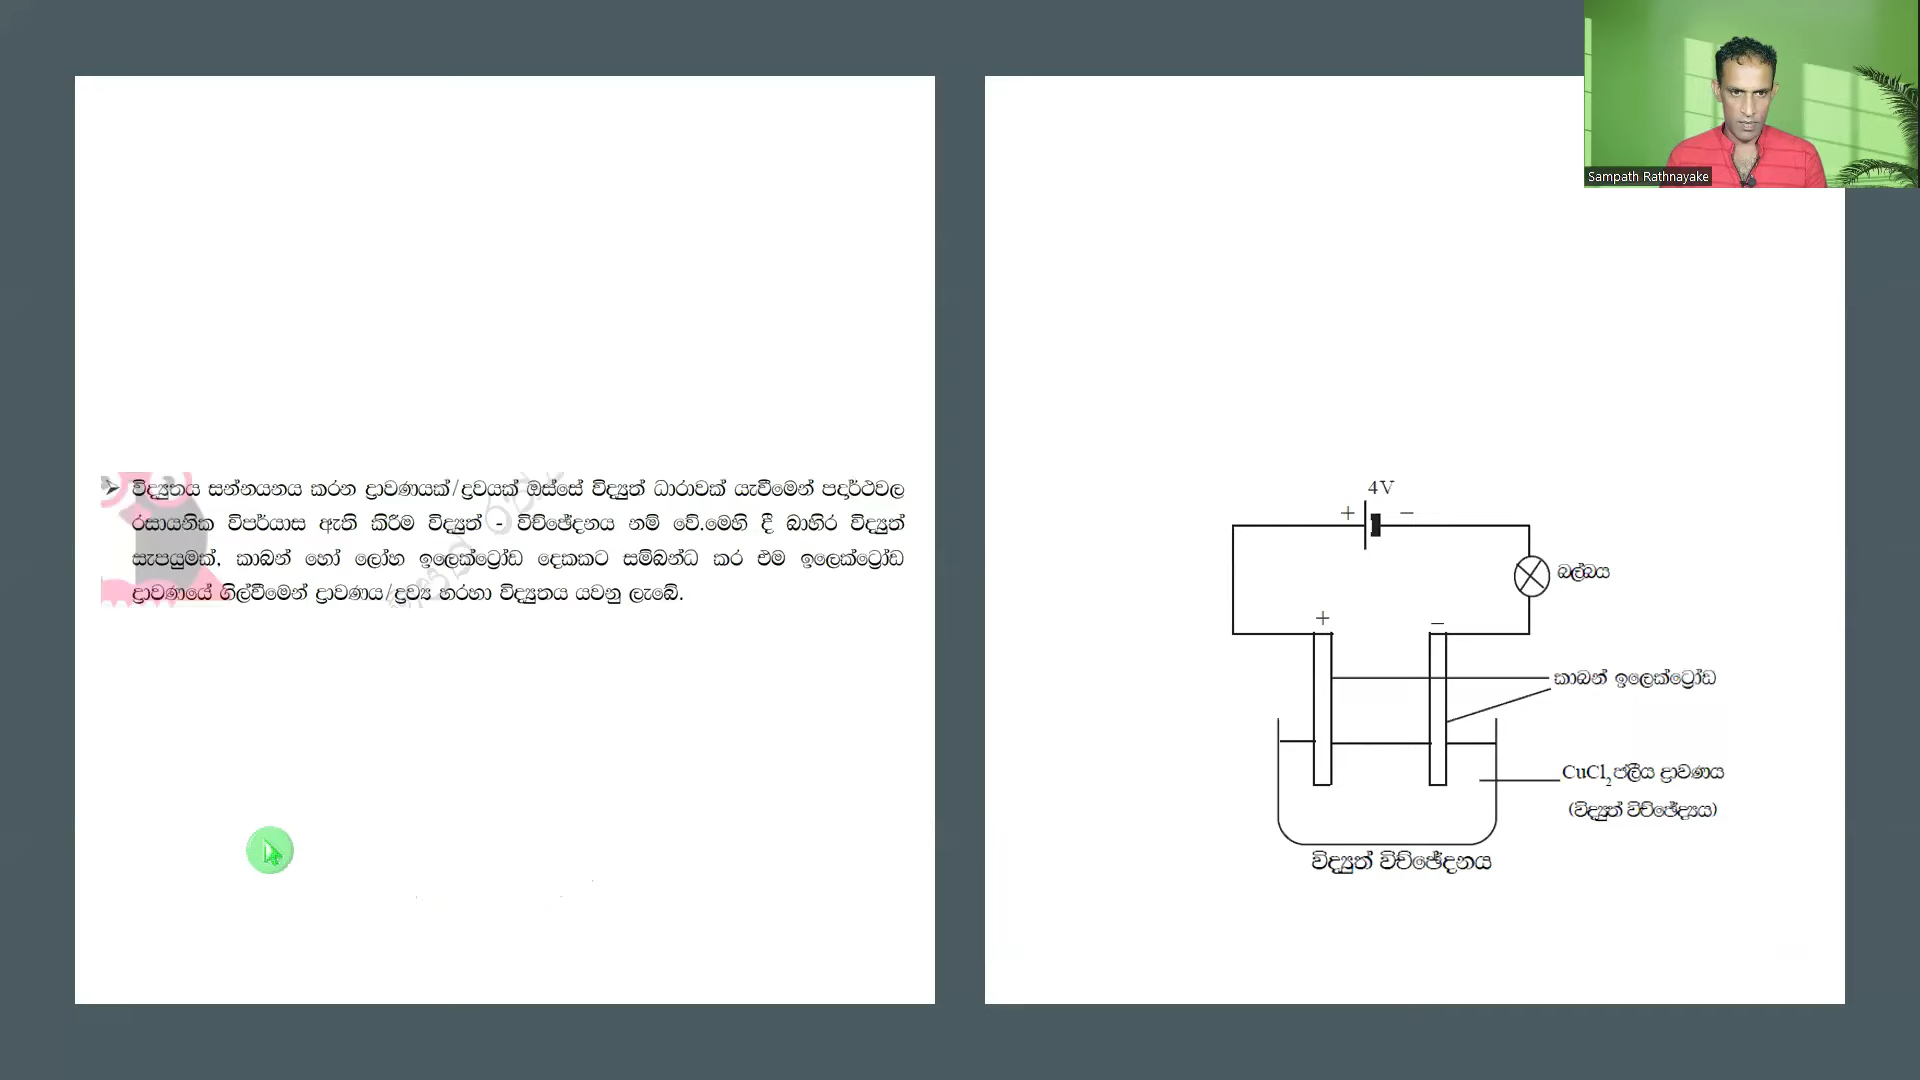 Sampath Rathnayake
➢ විද්‍යුතය සන්නයනය කරන ද්‍රාවණයක්/ද්‍රවයක් ඔස්සේ විද්‍යුත් ධාරාවක් යැවීමෙන් පදාර්ථවල
රසායනික විපර්යාස ඇති කිරීම විද්‍යුත් - විච්ඡේදනය නම් වේ.මෙහි දී බාහිර විද්‍යුත්
සැපයුමක්, කාබන් හෝ ලෝහ ඉලෙක්ට්‍රෝඩ දෙකකට සම්බන්ධ කර එම ඉලෙක්ට්‍රෝඩ
ද්‍රාවණයේ ගිල්වීමෙන් ද්‍රාවණය/ද්‍රව්‍ය හරහා විද්‍යුතය යවනු ලැබේ.
4V
+ −
බල්බය
+ −
කාබන් ඉලෙක්ට්‍රෝඩ
CuCl₂ ජලීය ද්‍රාවණය
(විද්‍යුත් විච්ඡේද්‍යය)
විද්‍යුත් විච්ඡේදනය